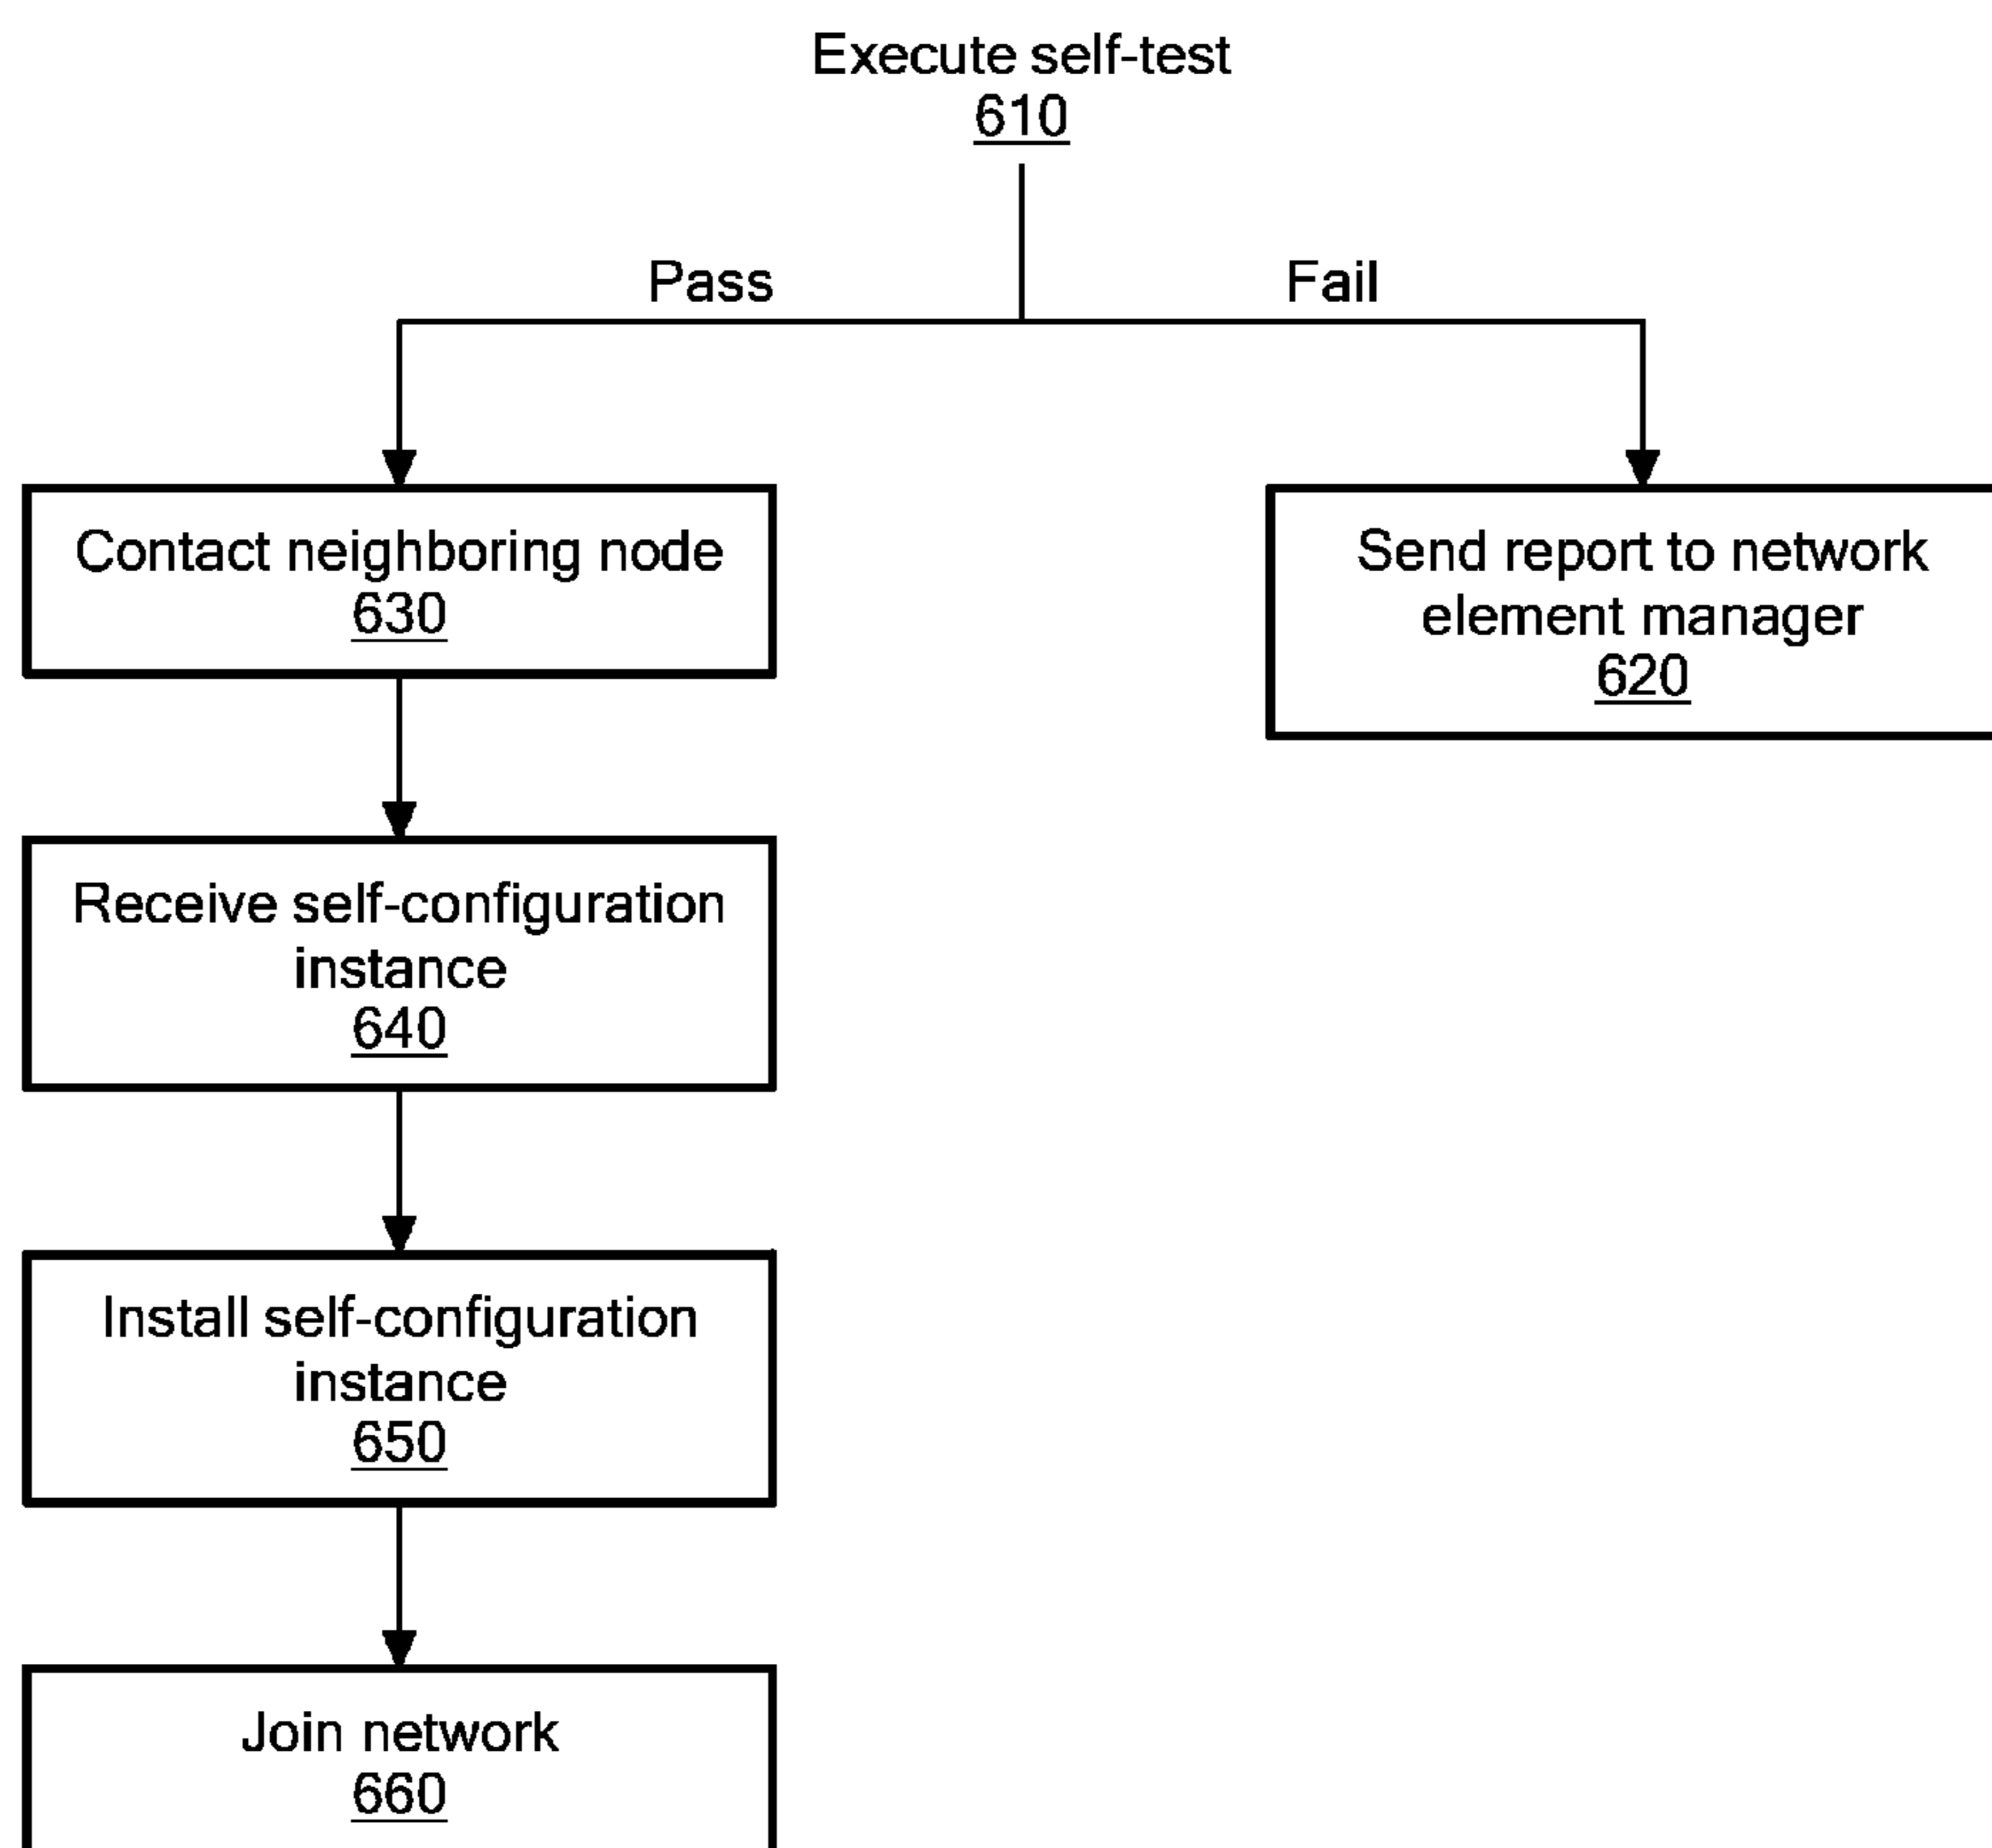 Execute self-test
610
Pass
Fail
Contact neighboring node
630
Send report to network
element manager
620
Receive self-configuration
instance
640
Install self-configuration
instance
650
Join network
660